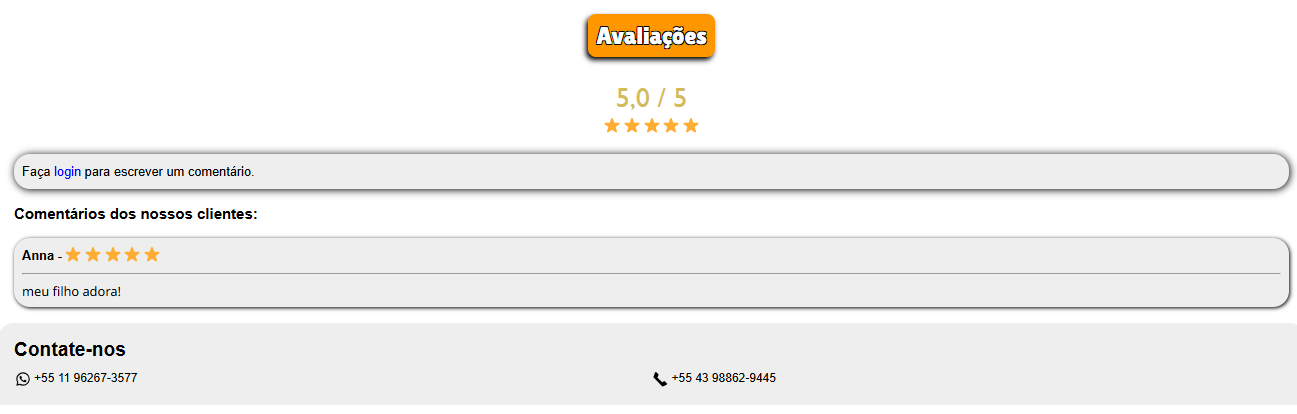 Avaliações
5,0 / 5
Faça login para escrever um comentário.
Comentários dos nossos clientes:
Anna -
meu filho adora!
Contate-nos
+55 11 96267-3577
+55 43 98862-9445